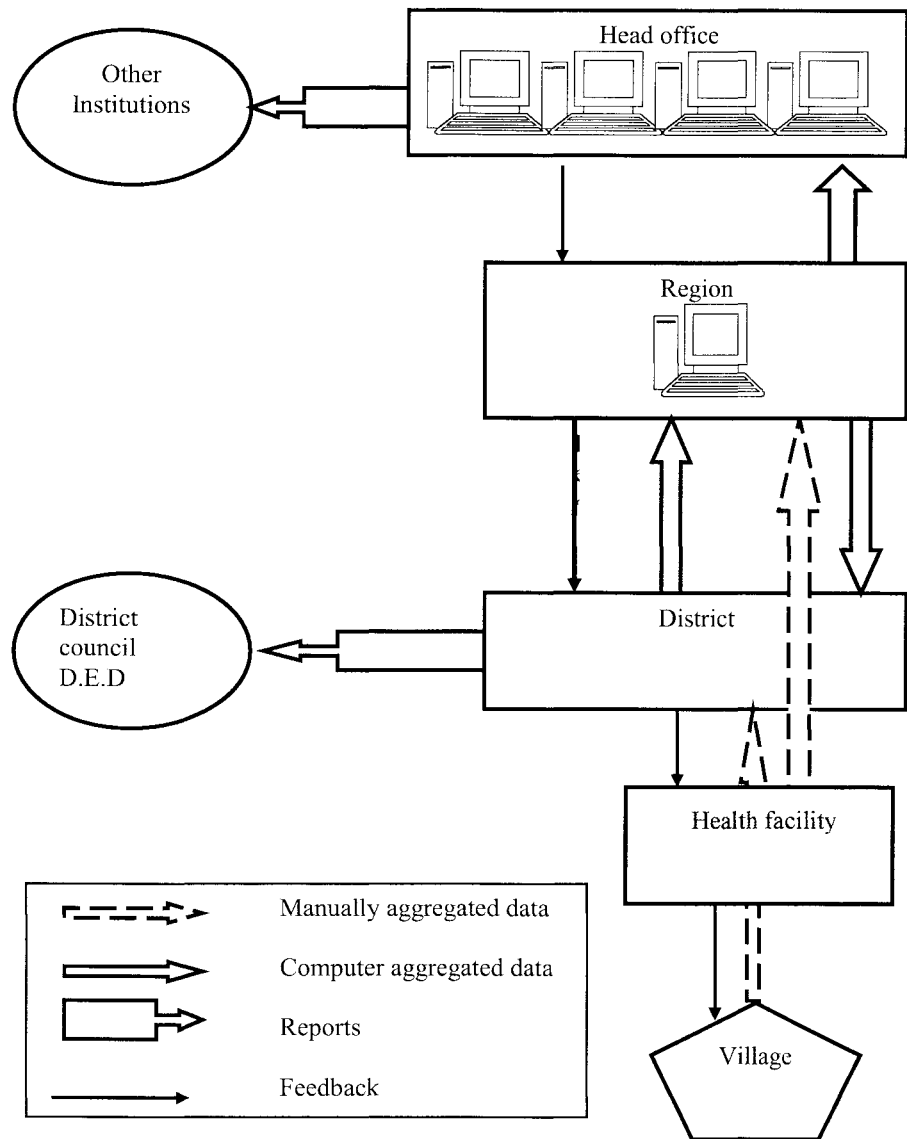 Head office
Other
Institutions
Region
District
District
council
D.E.D
Health facility
Manually aggregated data
Computer aggregated data
Reports
Feedback
Village